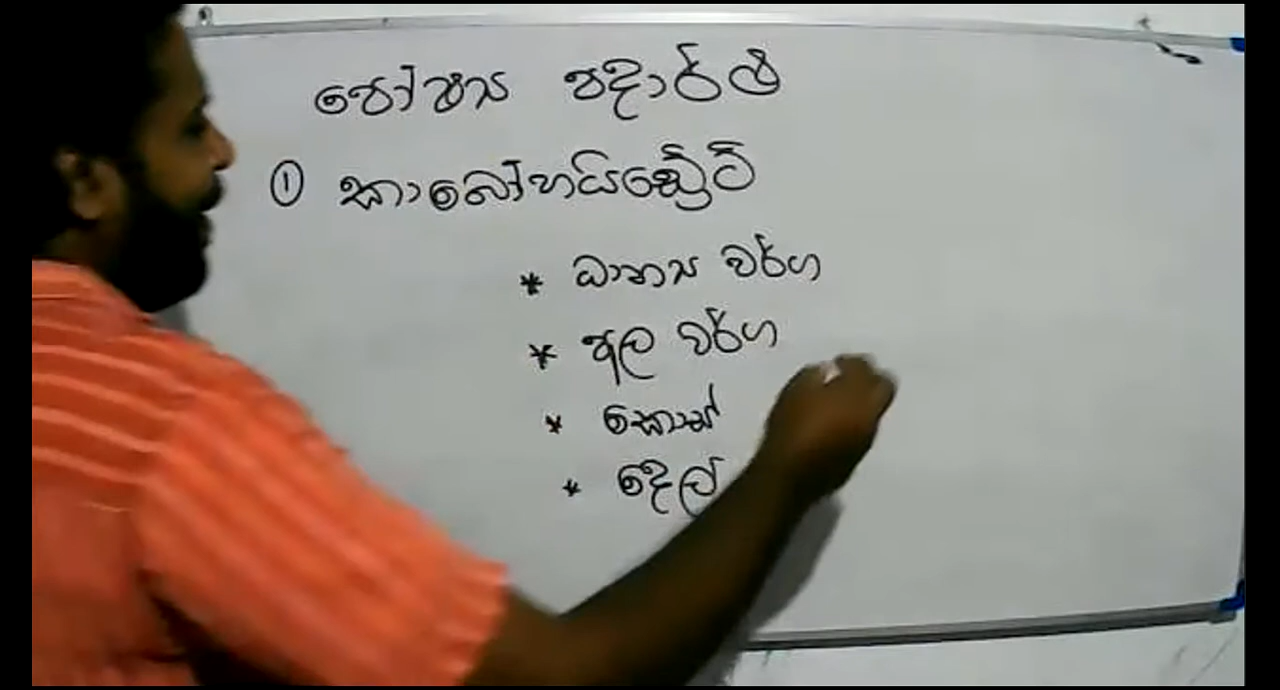 පෝෂ්‍ය පදාර්ථ
① කාබෝහයිඩ්‍රේට්
* ධාන්‍ය වර්ග
* අල වර්ග
* කොස්
* දෙල්